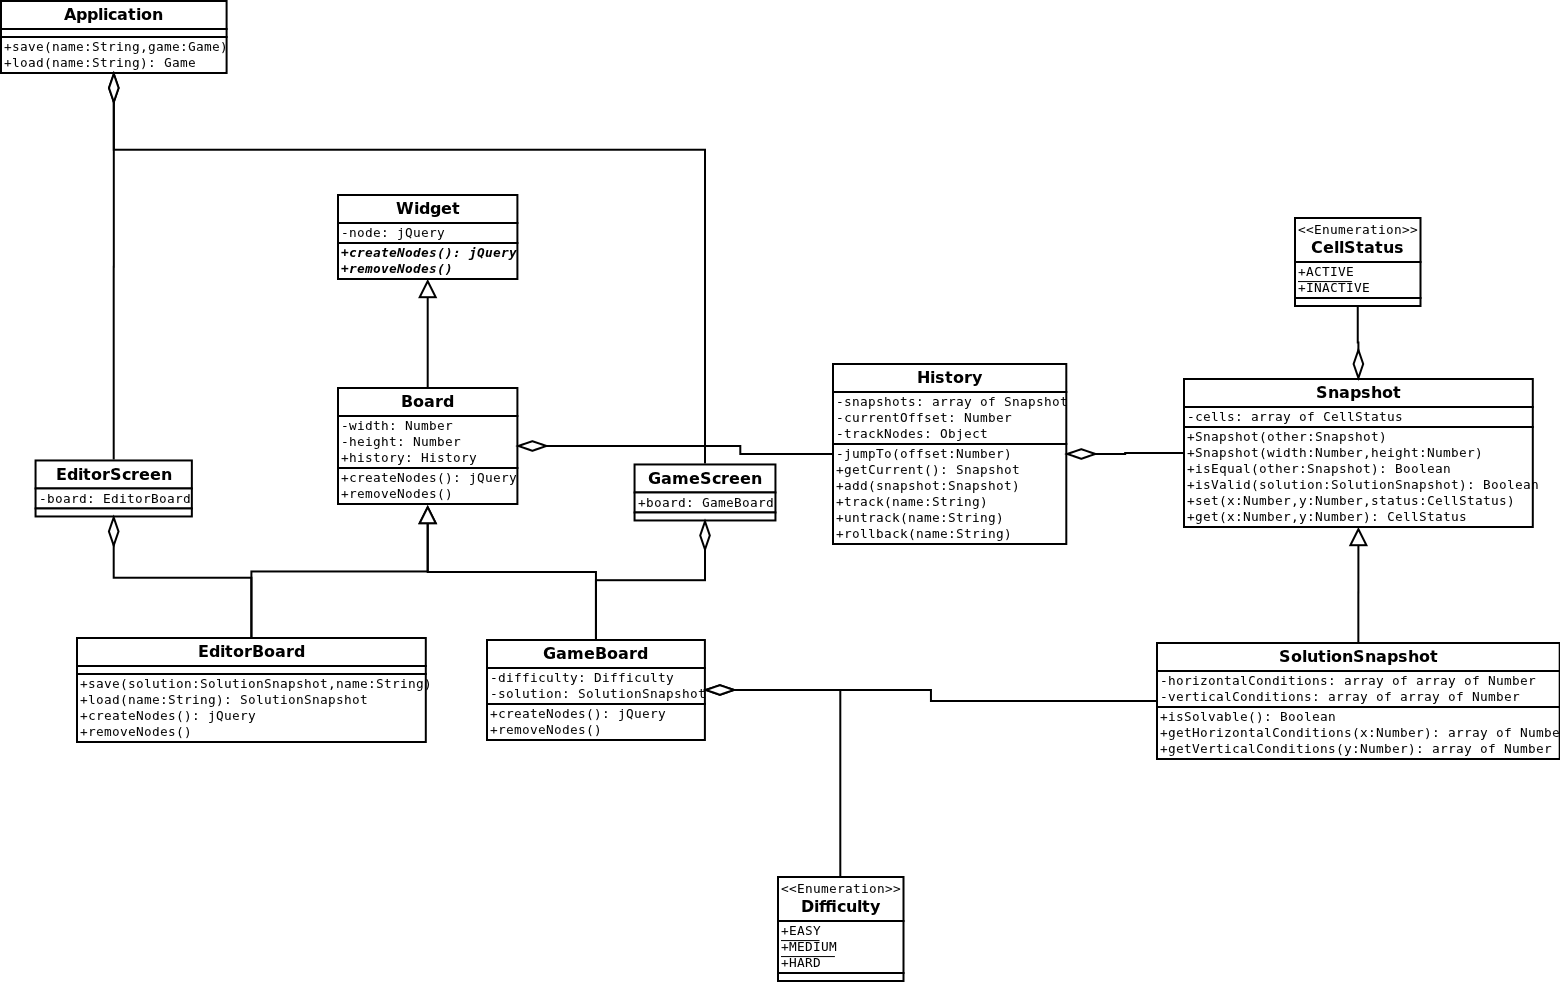 Application
+save(name:String,game:Game)
+load(name:String): Game
Widget
-node: jQuery
+createNodes(): jQuery
+removeNodes()
<<Enumeration>>
CellStatus
+ACTIVE
+INACTIVE
Board
-width: Number
-height: Number
+history: History
+createNodes(): jQuery
+removeNodes()
History
-snapshots: array of Snapshot
-currentOffset: Number
-trackNodes: Object
-jumpTo(offset:Number)
+getCurrent(): Snapshot
+add(snapshot:Snapshot)
+track(name:String)
+untrack(name:String)
+rollback(name:String)
Snapshot
-cells: array of CellStatus
+Snapshot(other:Snapshot)
+Snapshot(width:Number,height:Number)
+isEqual(other:Snapshot): Boolean
+isValid(solution:SolutionSnapshot): Boolean
+set(x:Number,y:Number,status:CellStatus)
+get(x:Number,y:Number): CellStatus
EditorScreen
-board: EditorBoard
GameScreen
+board: GameBoard
EditorBoard
+save(solution:SolutionSnapshot,name:String)
+load(name:String): SolutionSnapshot
+createNodes(): jQuery
+removeNodes()
GameBoard
-difficulty: Difficulty
-solution: SolutionSnapshot
+createNodes(): jQuery
+removeNodes()
SolutionSnapshot
-horizontalConditions: array of array of Number
-verticalConditions: array of array of Number
+isSolvable(): Boolean
+getHorizontalConditions(x:Number): array of Numbe
+getVerticalConditions(y:Number): array of Number
<<Enumeration>>
Difficulty
+EASY
+MEDIUM
+HARD